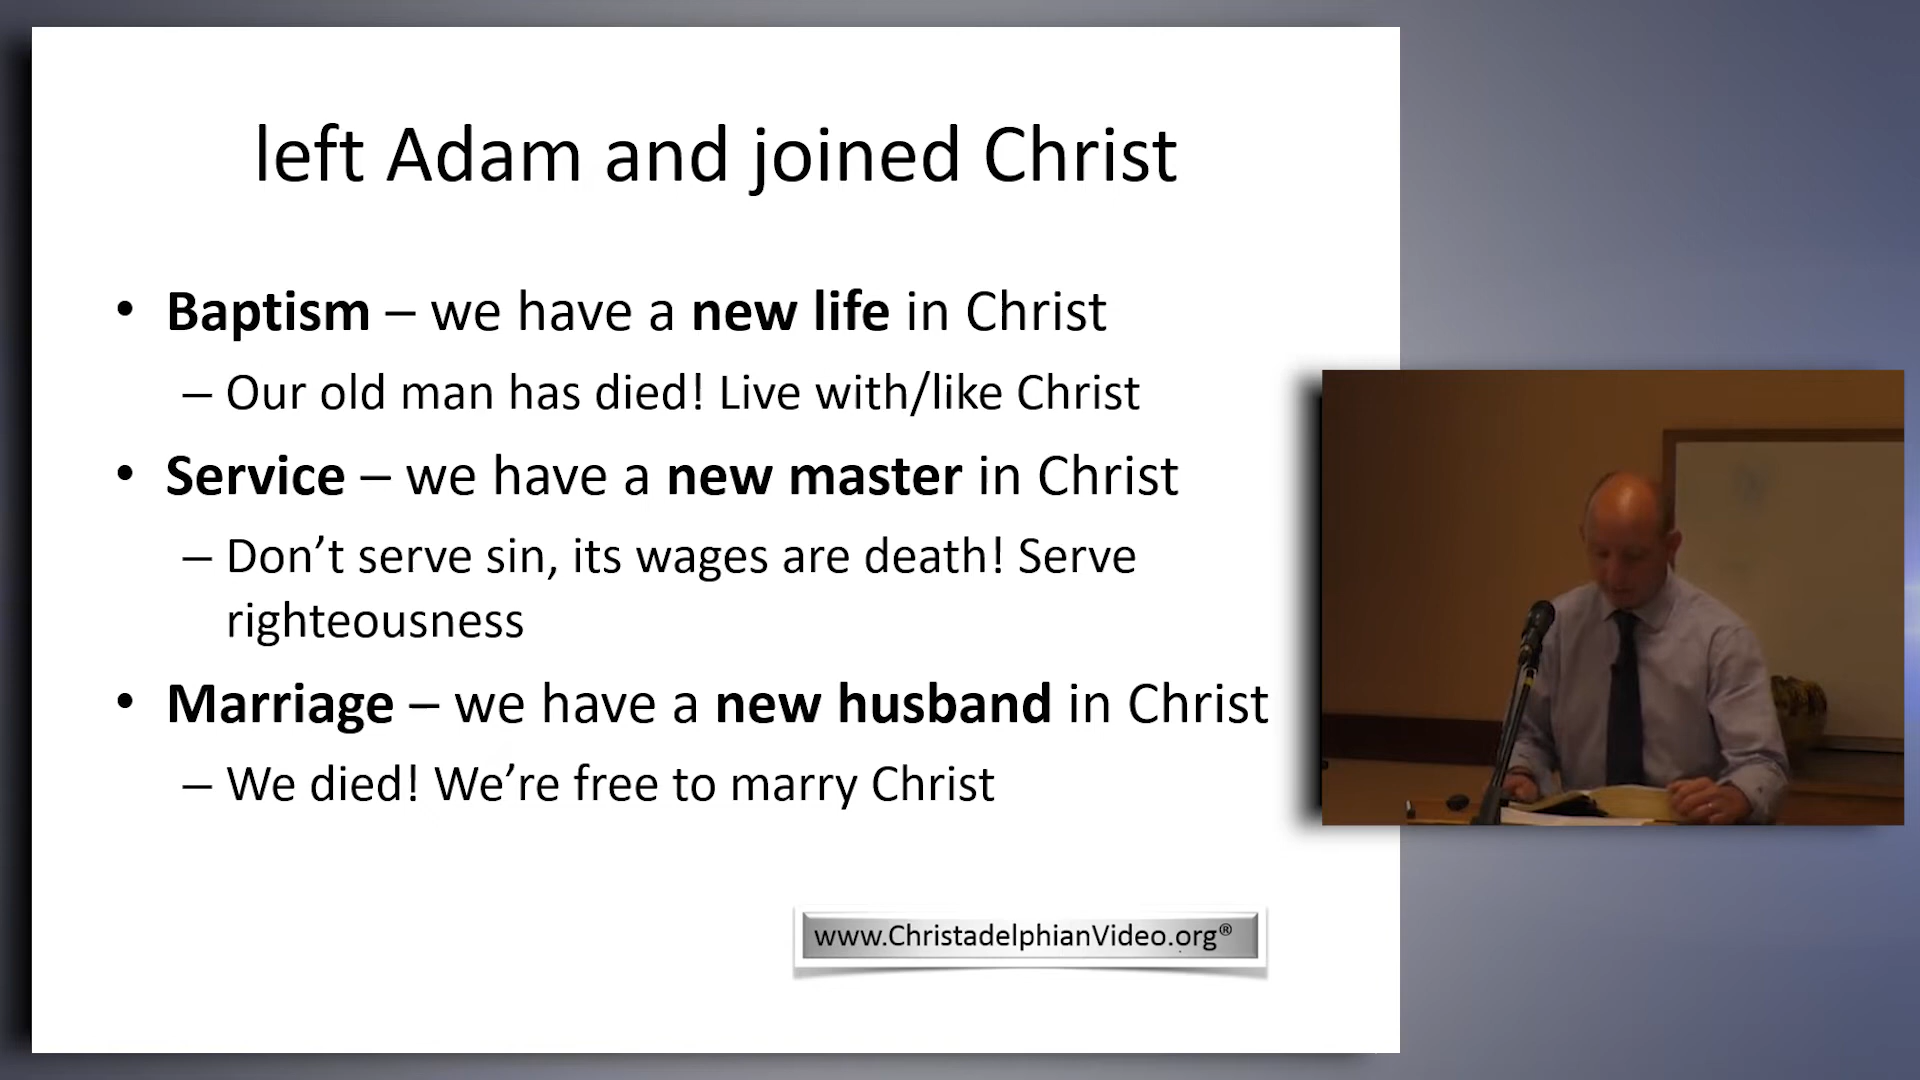 left Adam and joined Christ
• Baptism – we have a new life in Christ
– Our old man has died! Live with/like Christ
• Service – we have a new master in Christ
– Don’t serve sin, its wages are death! Serve
righteousness
• Marriage – we have a new husband in Christ
– We died! We’re free to marry Christ
www.ChristadelphianVideo.org®